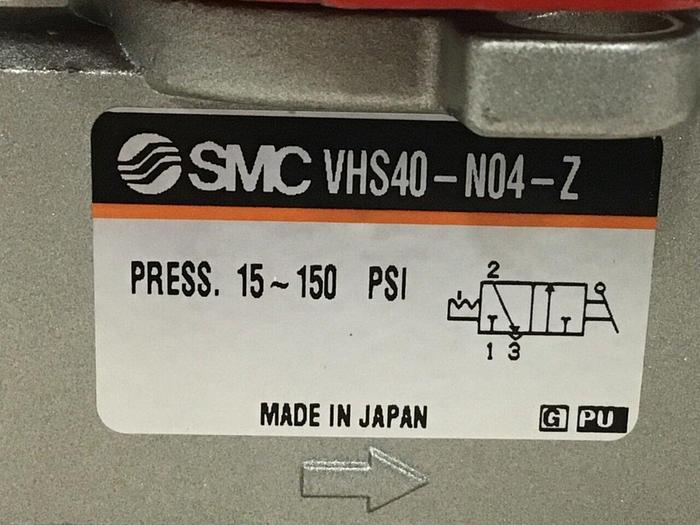 SMC VHS40-N04-Z
PRESS. 15~150 PSI
2
1 3
MADE IN JAPAN G PU